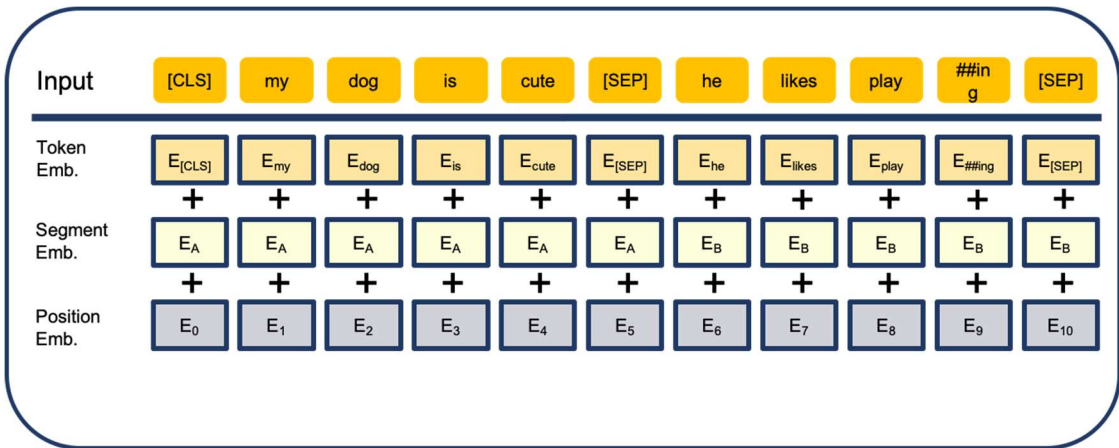 Input [CLS] my dog is cute [SEP] he likes play ##in
g [SEP]
Token
Emb.
E[CLS] Emy Edog Eis Ecute E[SEP] Ehe Elikes Eplay E##ing E[SEP]
+ + + + + + + + + + +
Segment
Emb.
EA EA EA EA EA EA EB EB EB EB EB
+ + + + + + + + + + +
Position
Emb.
E0 E1 E2 E3 E4 E5 E6 E7 E8 E9 E10